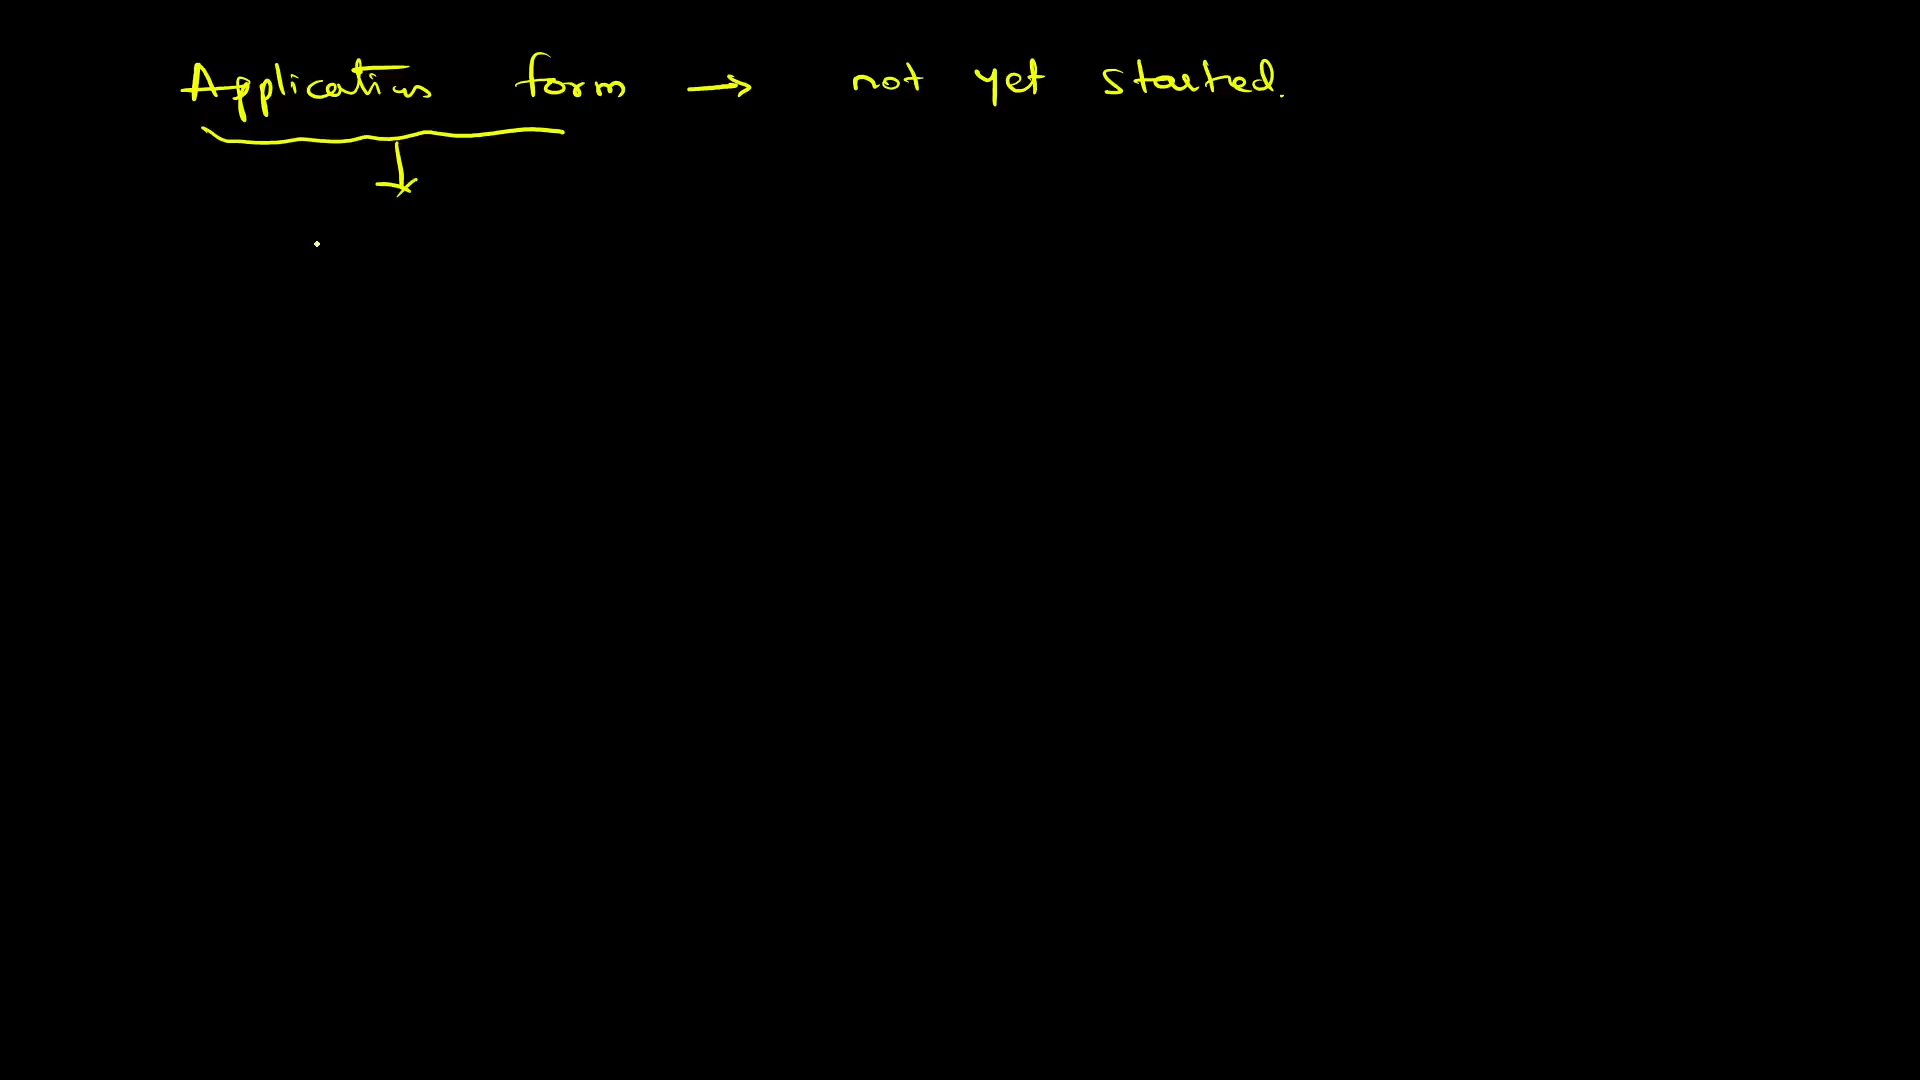 Application form → not yet started.